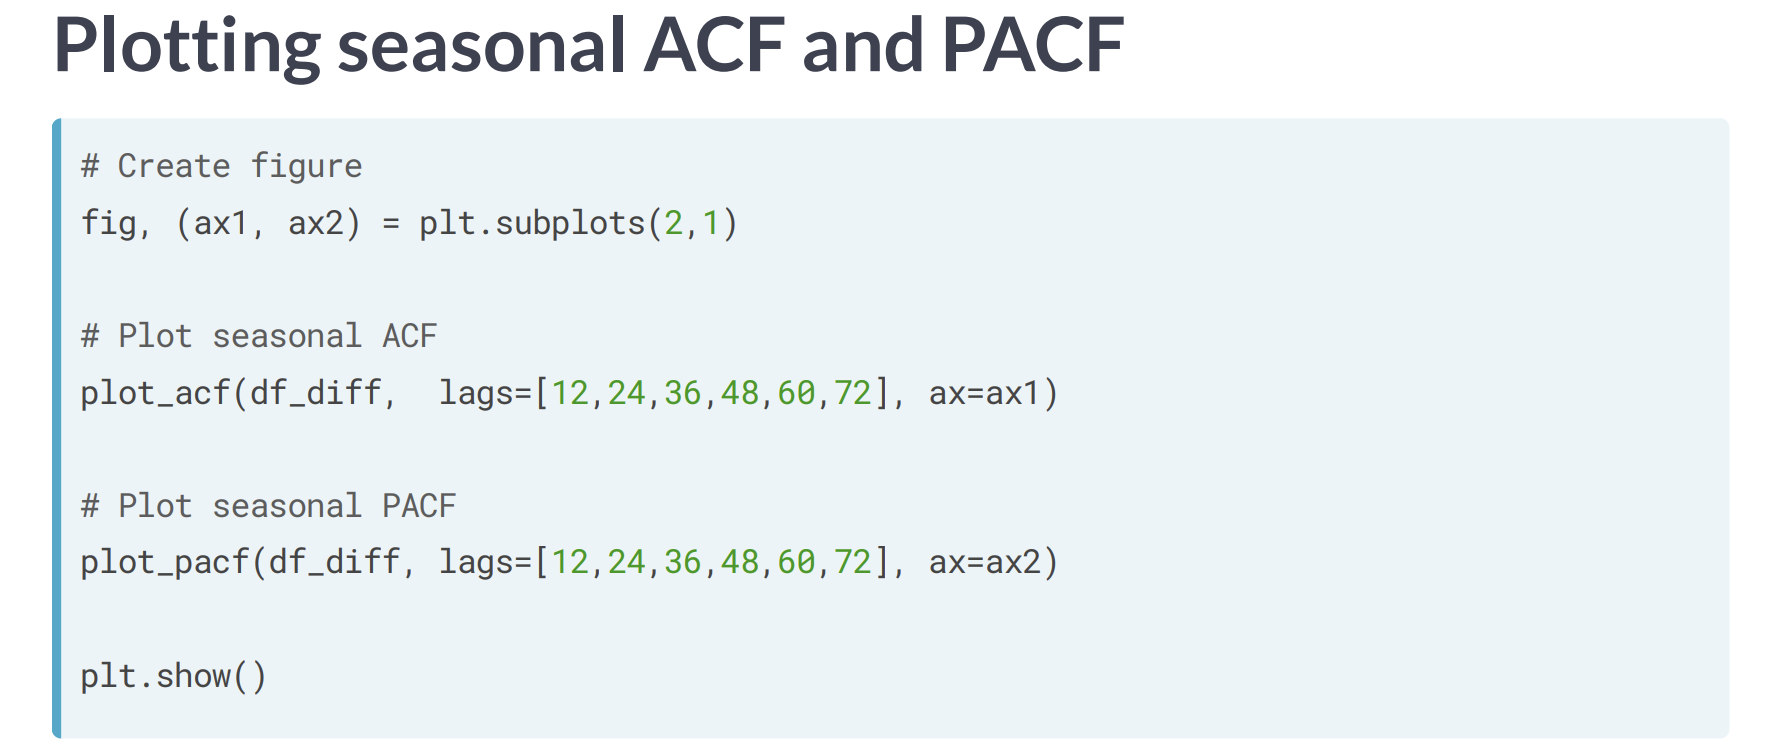 Plotting seasonal ACF and PACF
# Create figure
fig, (ax1, ax2) = plt.subplots(2,1)
# Plot seasonal ACF
plot_acf(df_diff,  lags=[12,24,36,48,60,72], ax=ax1)
# Plot seasonal PACF
plot_pacf(df_diff, lags=[12,24,36,48,60,72], ax=ax2)
plt.show()